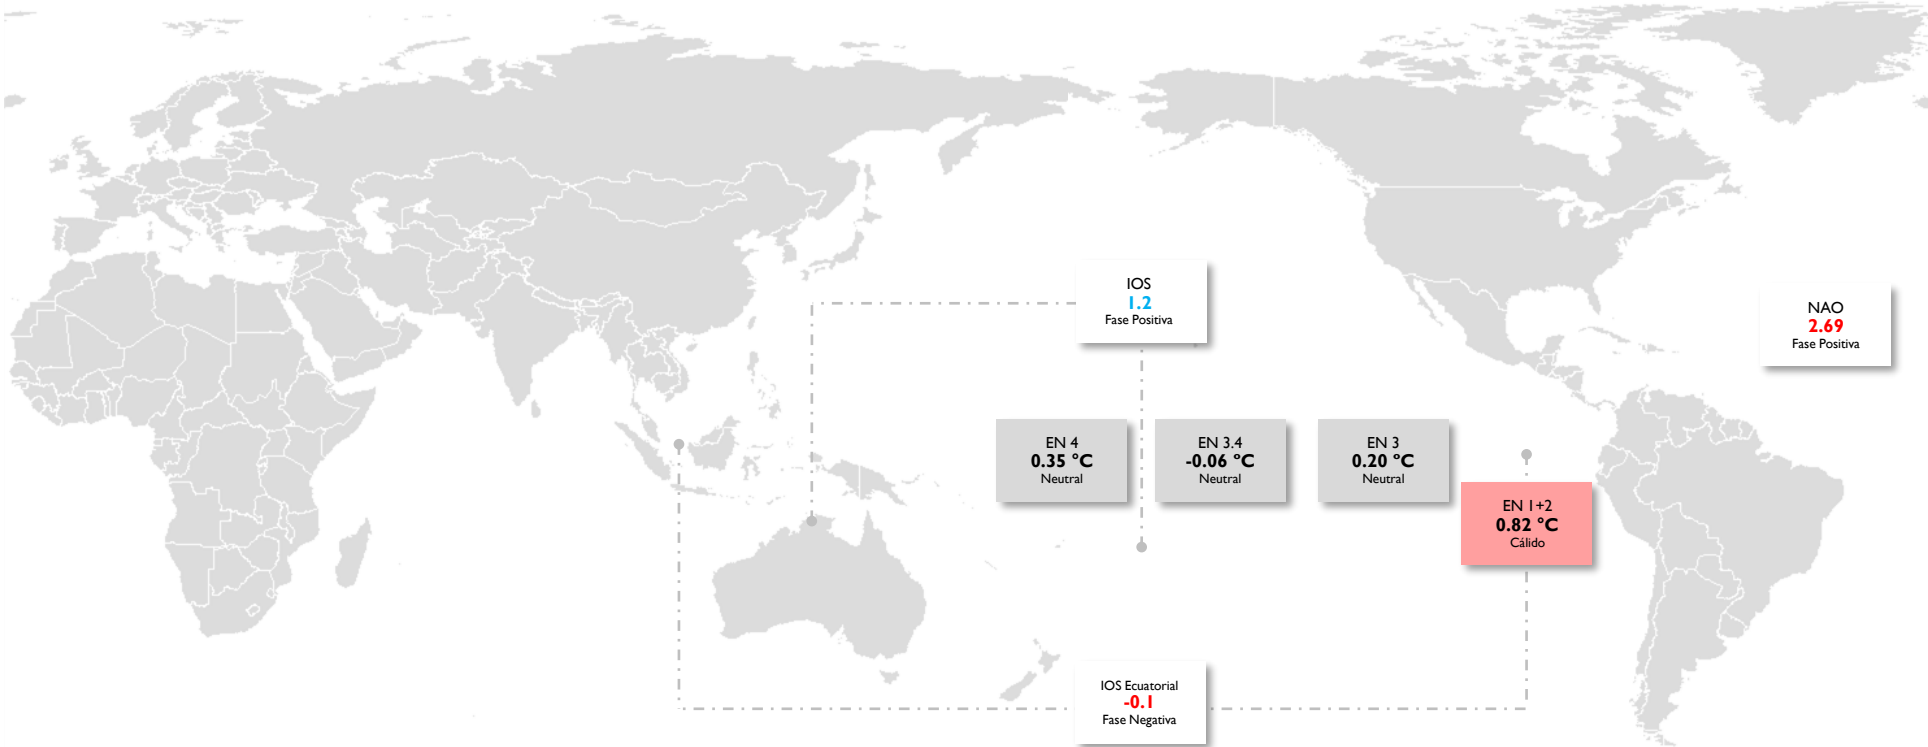 IOS
1.2
Fase Positiva
NAO
2.69
Fase Positiva
EN 4
0.35 °C
Neutral
EN 3.4
-0.06 °C
Neutral
EN 3
0.20 °C
Neutral
EN 1+2
0.82 °C
Cálido
IOS Ecuatorial
-0.1
Fase Negativa